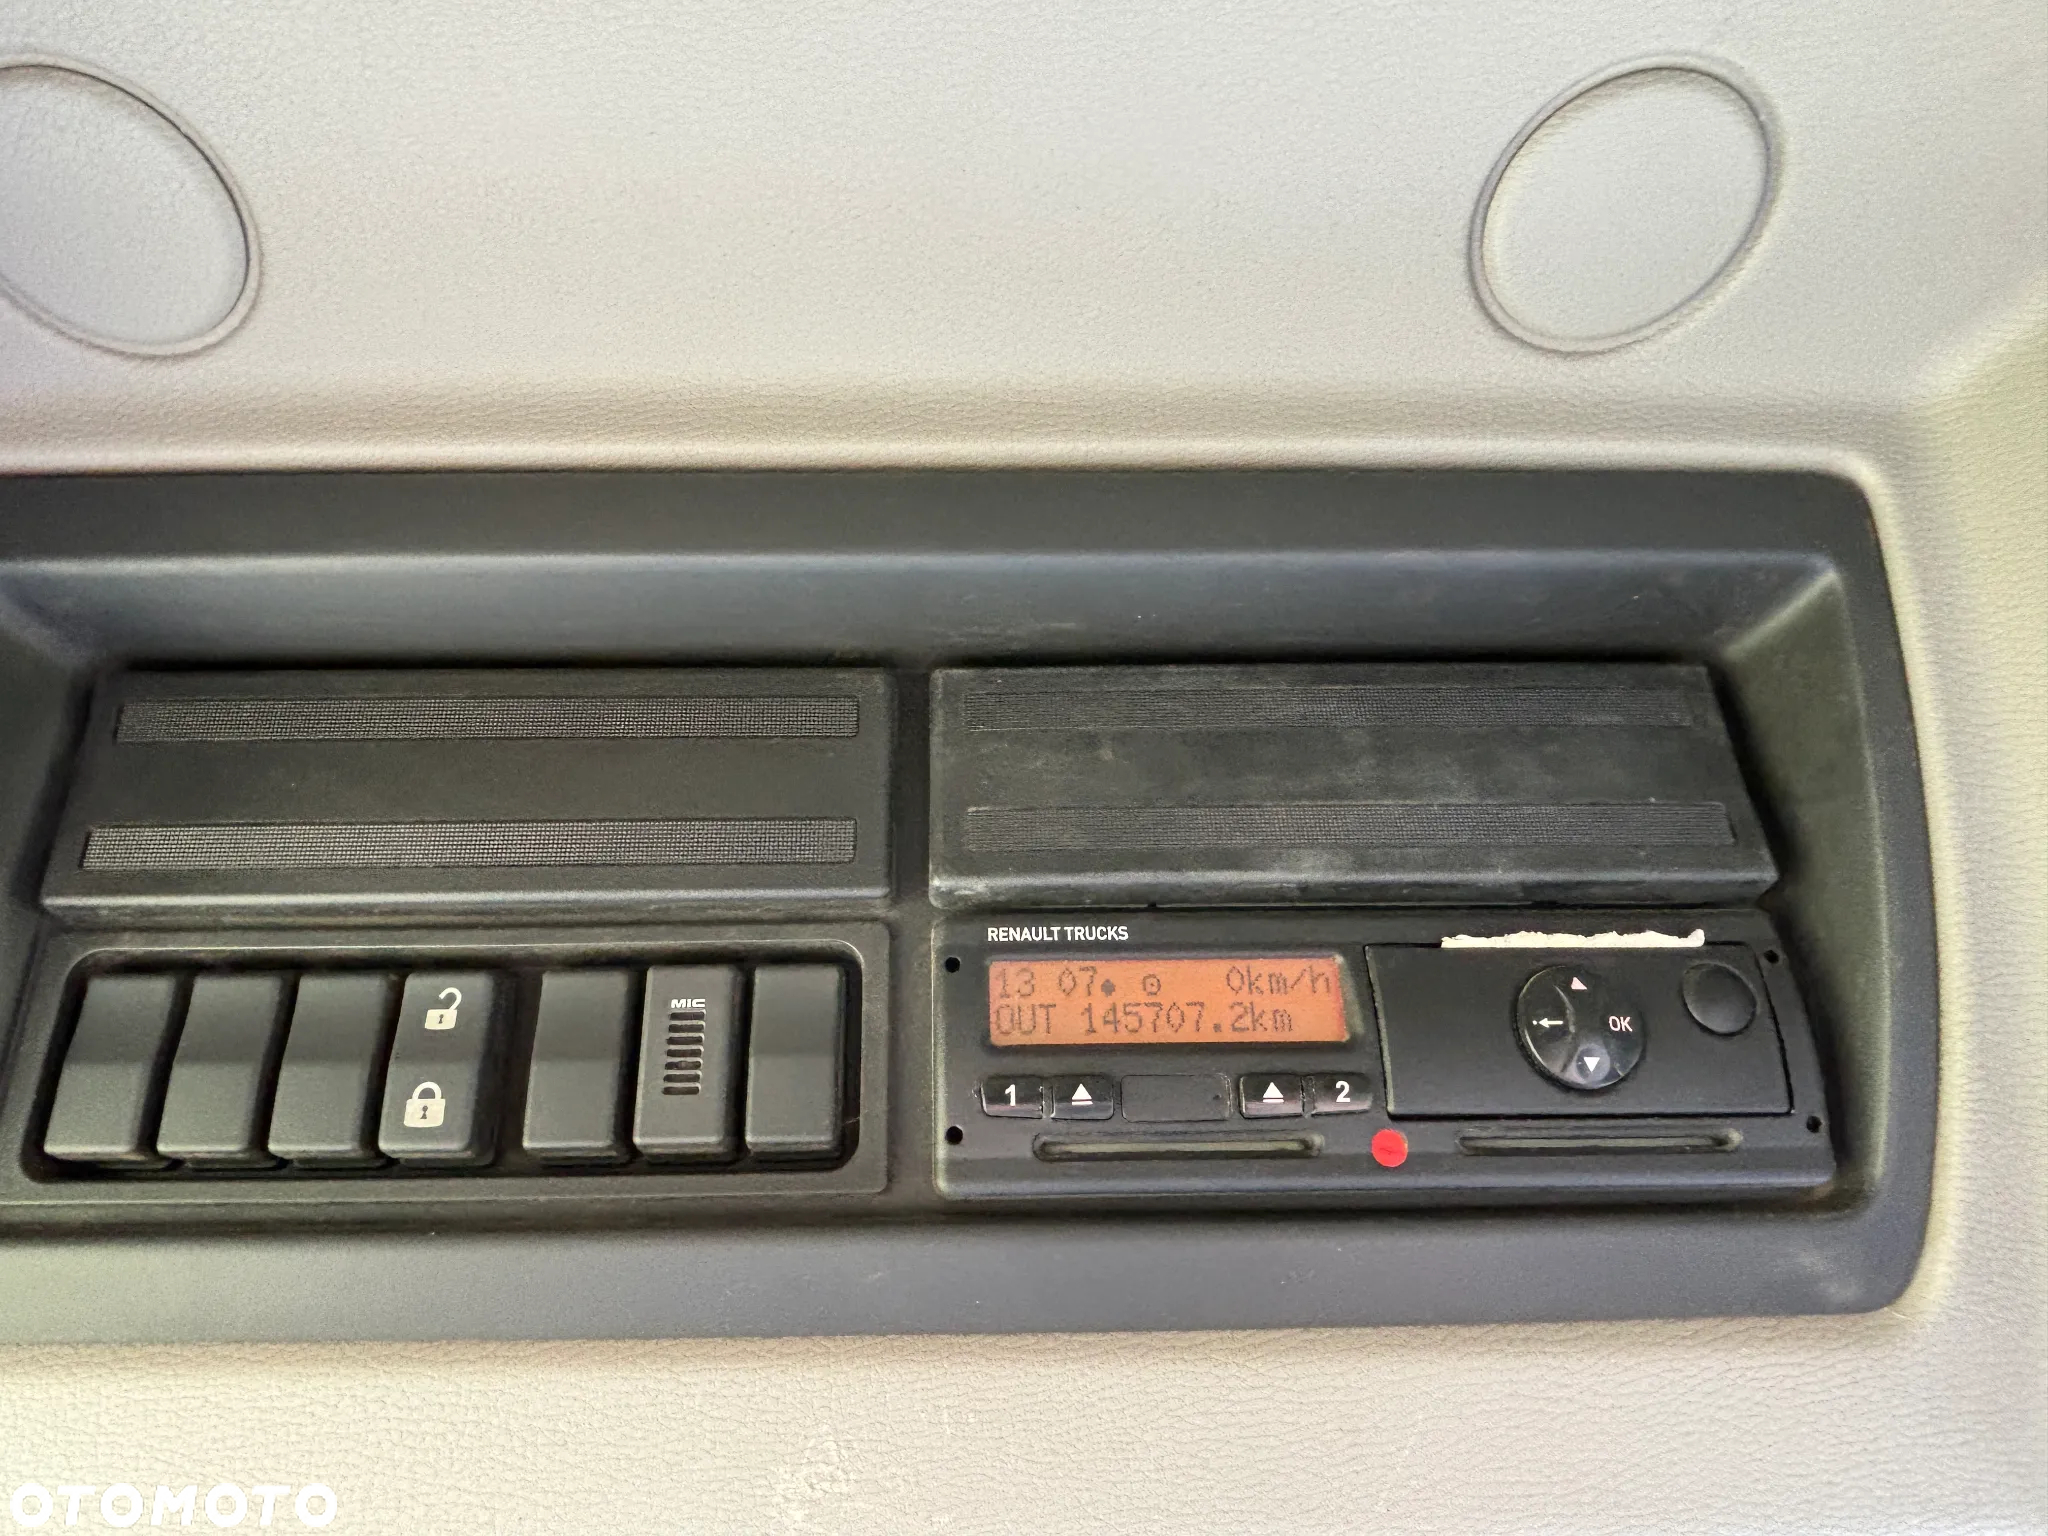 RENAULT TRUCKS
13 07. 0km/h
OUT 145707.2km
MIC
OK
1
2
OTOMOTO